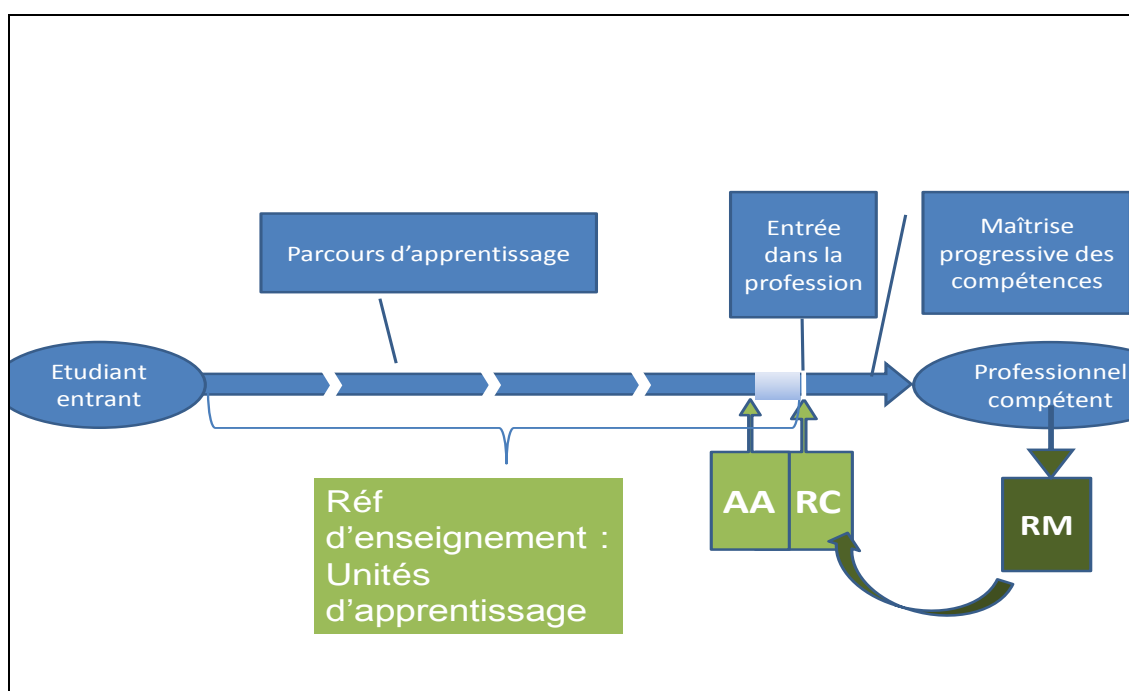 Parcours d'apprentissage
Entrée
dans la
profession
Maîtrise
progressive des
compétences
Etudiant
entrant
Professionnel
compétent
Réf
d'enseignement :
Unités
d'apprentissage
AA
RC
RM